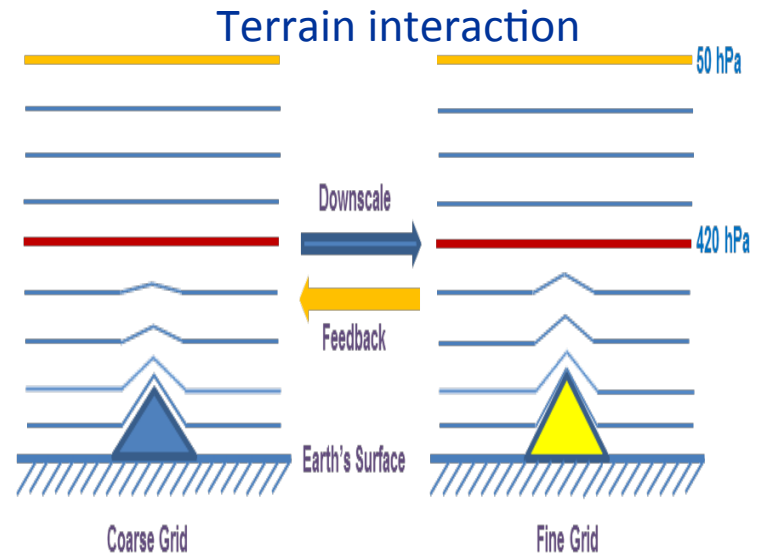 Terrain interaction
50 hPa
Downscale
420 hPa
Feedback
Earth's Surface
Coarse Grid
Fine Grid